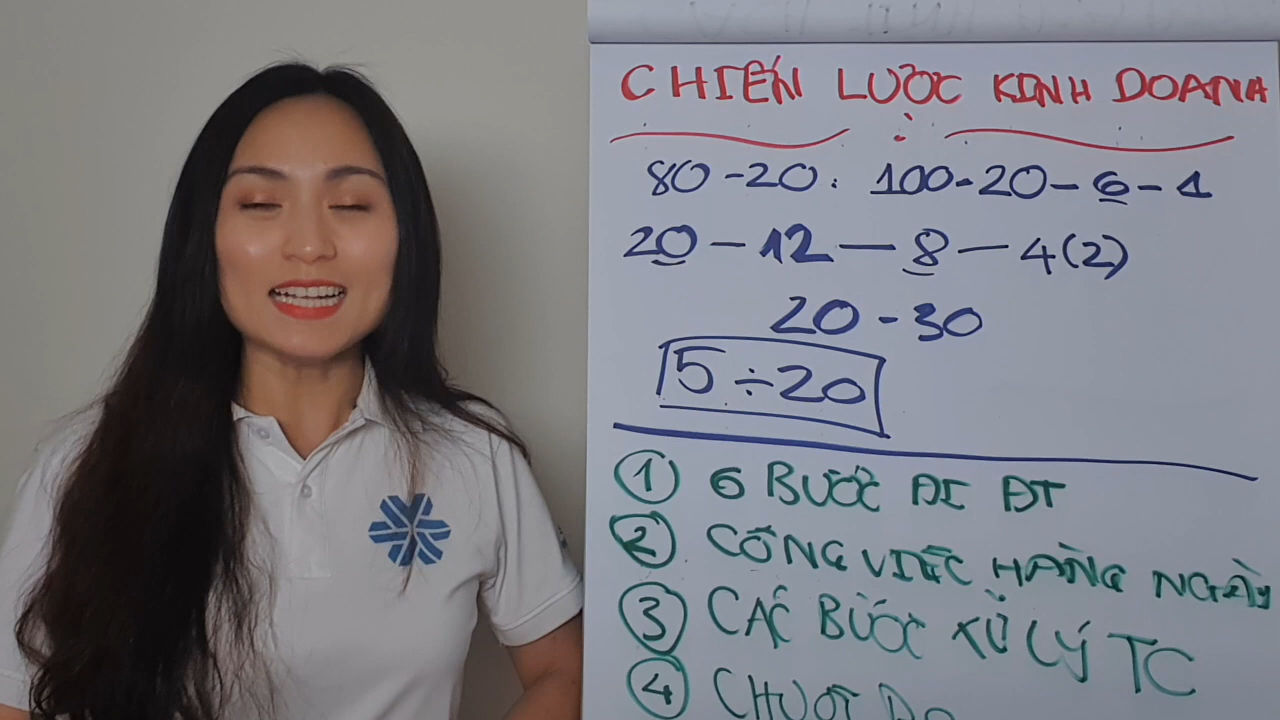 CHIẾN LƯỢC KINH DOANH
80-20: 100-20-6-1
20-12-8-4(2)
20-30
5÷20
① 6 BƯỚC ĐI ĐT
② CÔNG VIỆC HÀNG NGÀY
③ CÁC BƯỚC XỬ LÝ TC
④